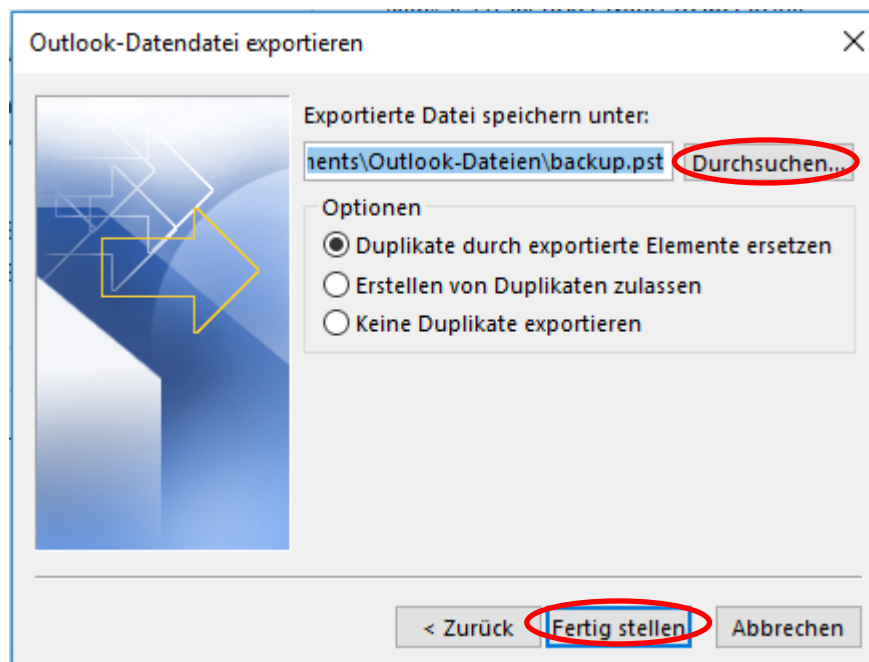 Outlook-Datendatei exportieren
Exportierte Datei speichern unter:
nents\Outlook-Dateien\backup.pst
Durchsuchen...
Optionen
Duplikate durch exportierte Elemente ersetzen
Erstellen von Duplikaten zulassen
Keine Duplikate exportieren
< Zurück
Fertig stellen
Abbrechen